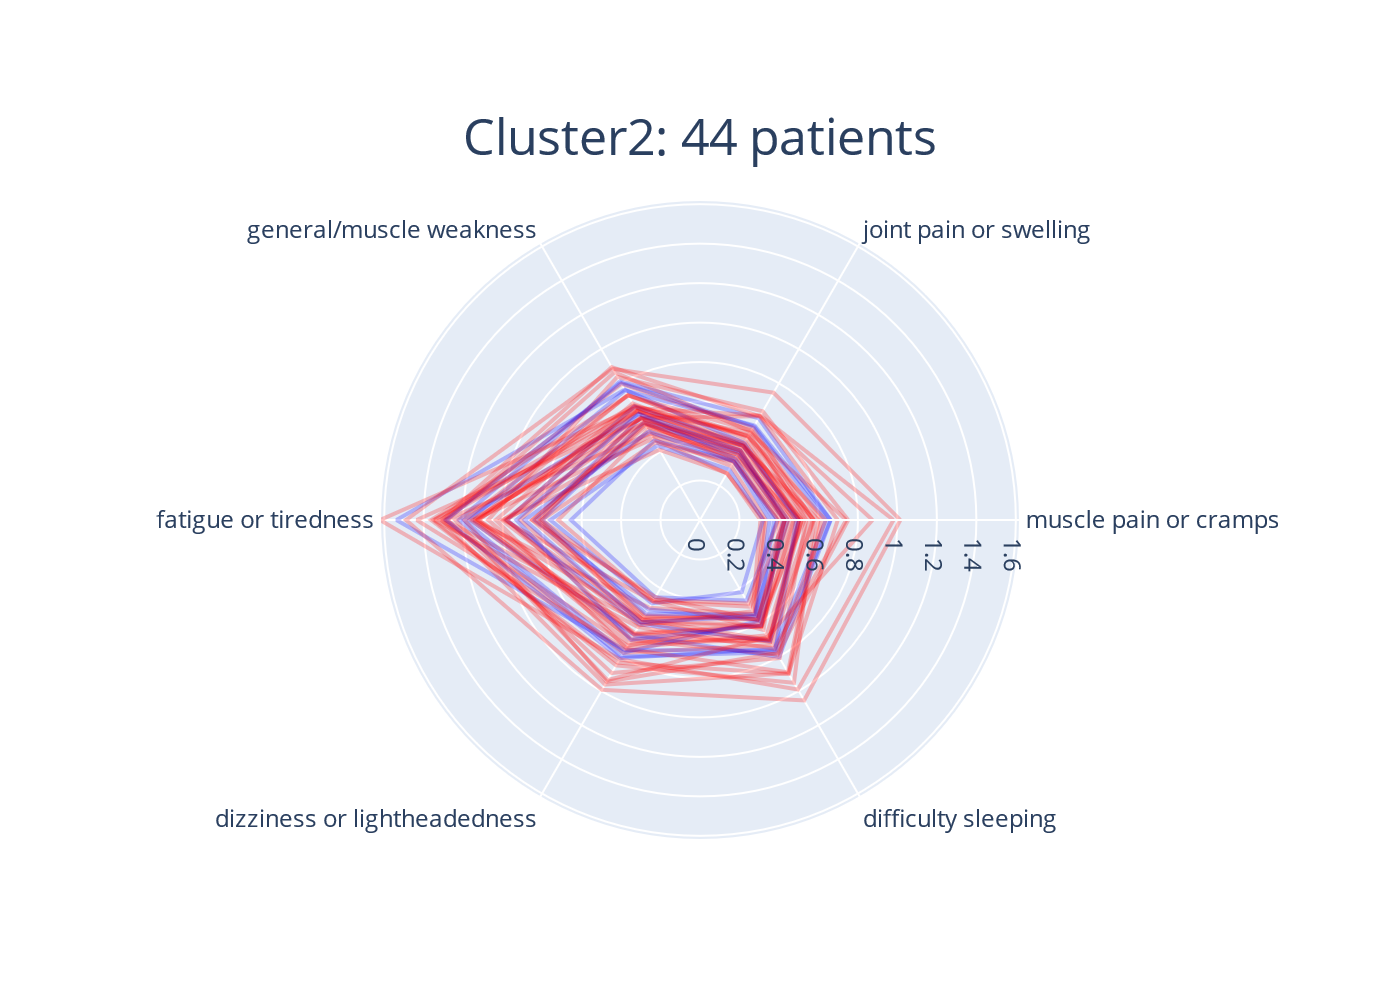 Cluster2: 44 patients
general/muscle weakness
joint pain or swelling
fatigue or tiredness
muscle pain or cramps
0
0.2
0.4
0.6
0.8
1
1.2
1.4
1.6
dizziness or lightheadedness
difficulty sleeping